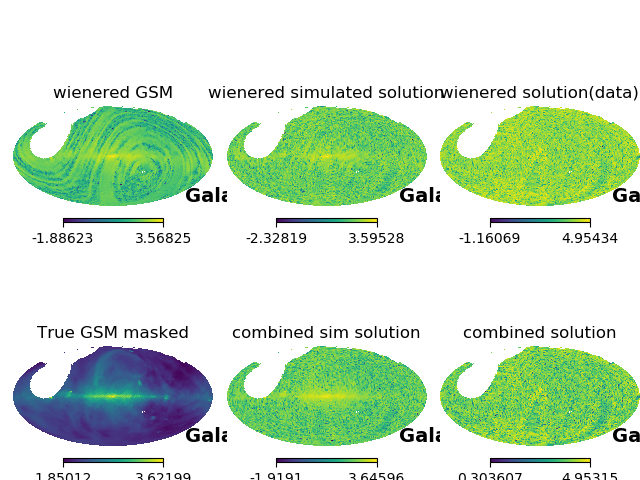 wienered GSM
wienered simulated solution
wienered solution(data)
Gala
Gala
Ga
-1.88623
3.56825
-2.32819
3.59528
-1.16069
4.95434
True GSM masked
combined sim solution
combined solution
Gala
Gala
Ga
1.85012
3.62199
-1.9191
3.64596
0.303607
4.95315